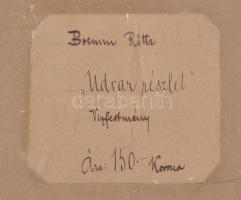 Boemm Ritta
„Udvar részlet"
Vízfestmény
Ára: 150.- Korona